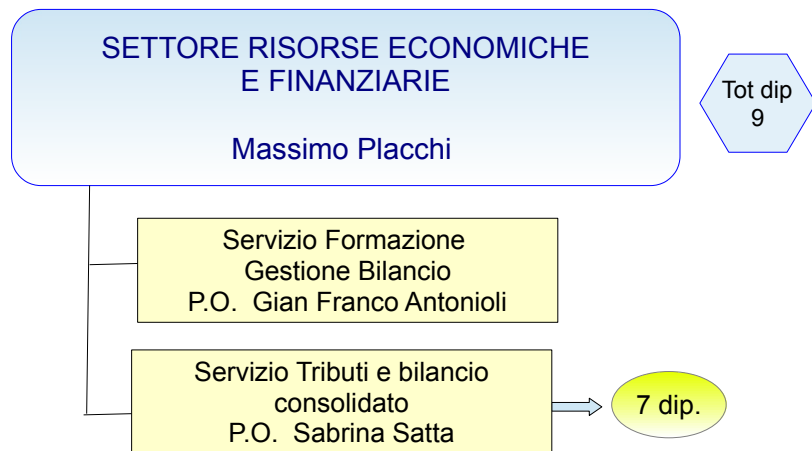 SETTORE RISORSE ECONOMICHE
E FINANZIARIE
Massimo Placchi
Tot dip
9
Servizio Formazione
Gestione Bilancio
P.O. Gian Franco Antonioli
Servizio Tributi e bilancio
consolidato
P.O. Sabrina Satta
7 dip.